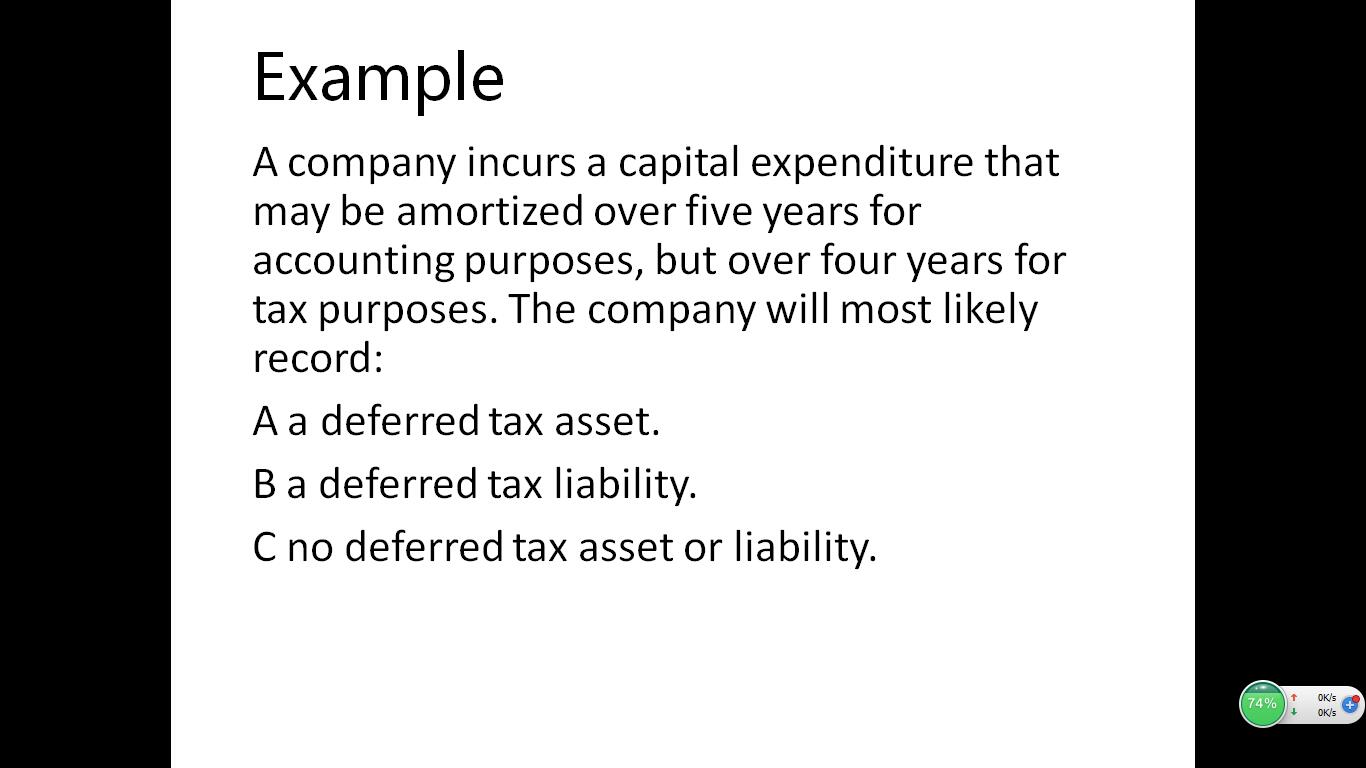 Example
A company incurs a capital expenditure that
may be amortized over five years for
accounting purposes, but over four years for
tax purposes. The company will most likely
record:
A a deferred tax asset.
B a deferred tax liability.
C no deferred tax asset or liability.
74%
0K/s
0K/s